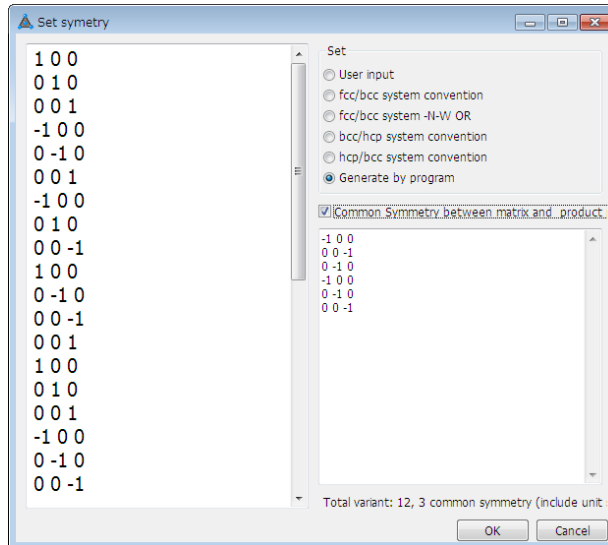 Set symetry
1 0 0
0 1 0
0 0 1
-1 0 0
0 -1 0
0 0 1
-1 0 0
0 1 0
0 0 -1
1 0 0
0 -1 0
0 0 -1
0 0 1
1 0 0
0 1 0
0 0 1
-1 0 0
0 -1 0
0 0 -1
Set
User input
fcc/bcc system convention
fcc/bcc system -N-W OR
bcc/hcp system convention
hcp/bcc system convention
Generate by program
Common Symmetry between matrix and product
-1 0 0
0 0 -1
0 -1 0
-1 0 0
0 -1 0
0 0 -1
Total variant: 12, 3 common symmetry (include unit
OK
Cancel